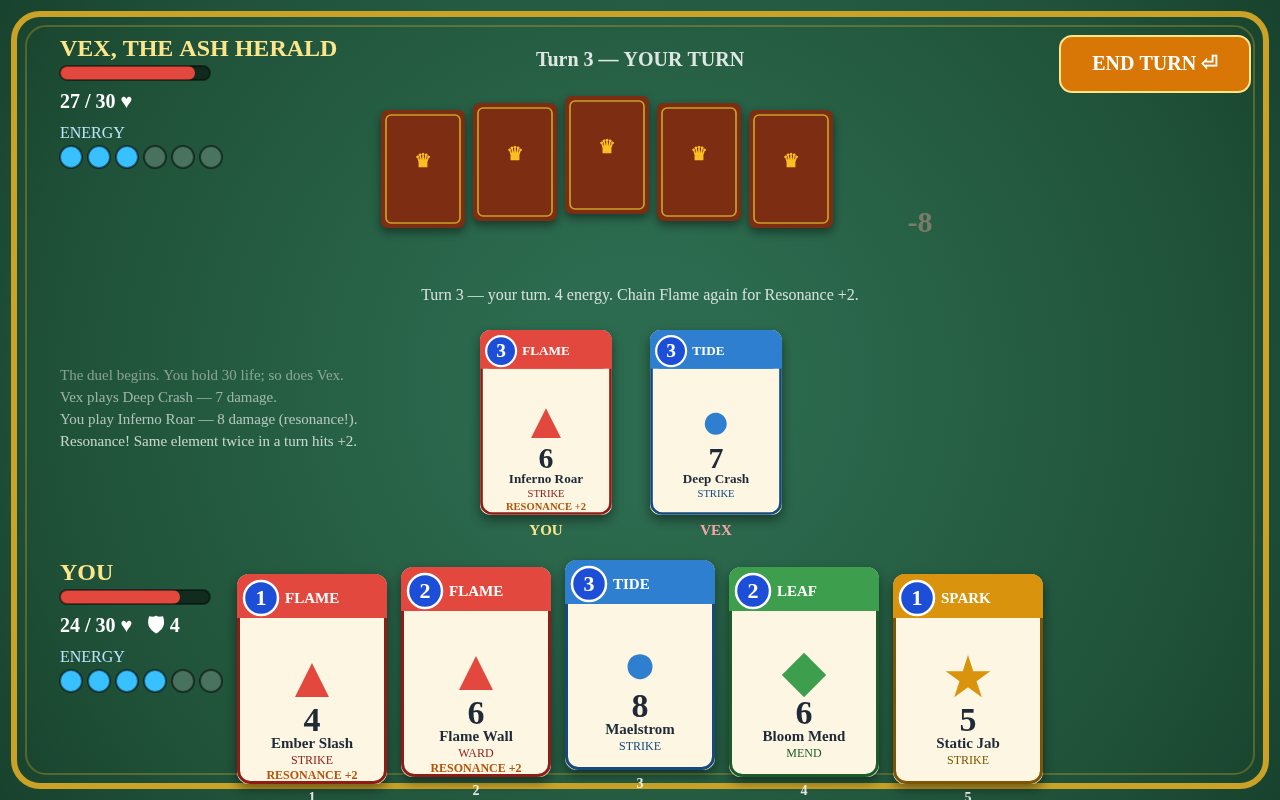 VEX, THE ASH HERALD
27 / 30 ♥
ENERGY
Turn 3 — YOUR TURN
END TURN ⏎
-8
Turn 3 — your turn. 4 energy. Chain Flame again for Resonance +2.
The duel begins. You hold 30 life; so does Vex.
Vex plays Deep Crash — 7 damage.
You play Inferno Roar — 8 damage (resonance!).
Resonance! Same element twice in a turn hits +2.
3 FLAME
6
Inferno Roar
STRIKE
RESONANCE +2
YOU
3 TIDE
7
Deep Crash
STRIKE
VEX
YOU
24 / 30 ♥ 4
ENERGY
1 FLAME
4
Ember Slash
STRIKE
RESONANCE +2
1
2 FLAME
6
Flame Wall
WARD
RESONANCE +2
2
3 TIDE
8
Maelstrom
STRIKE
3
2 LEAF
6
Bloom Mend
MEND
4
1 SPARK
5
Static Jab
STRIKE
5